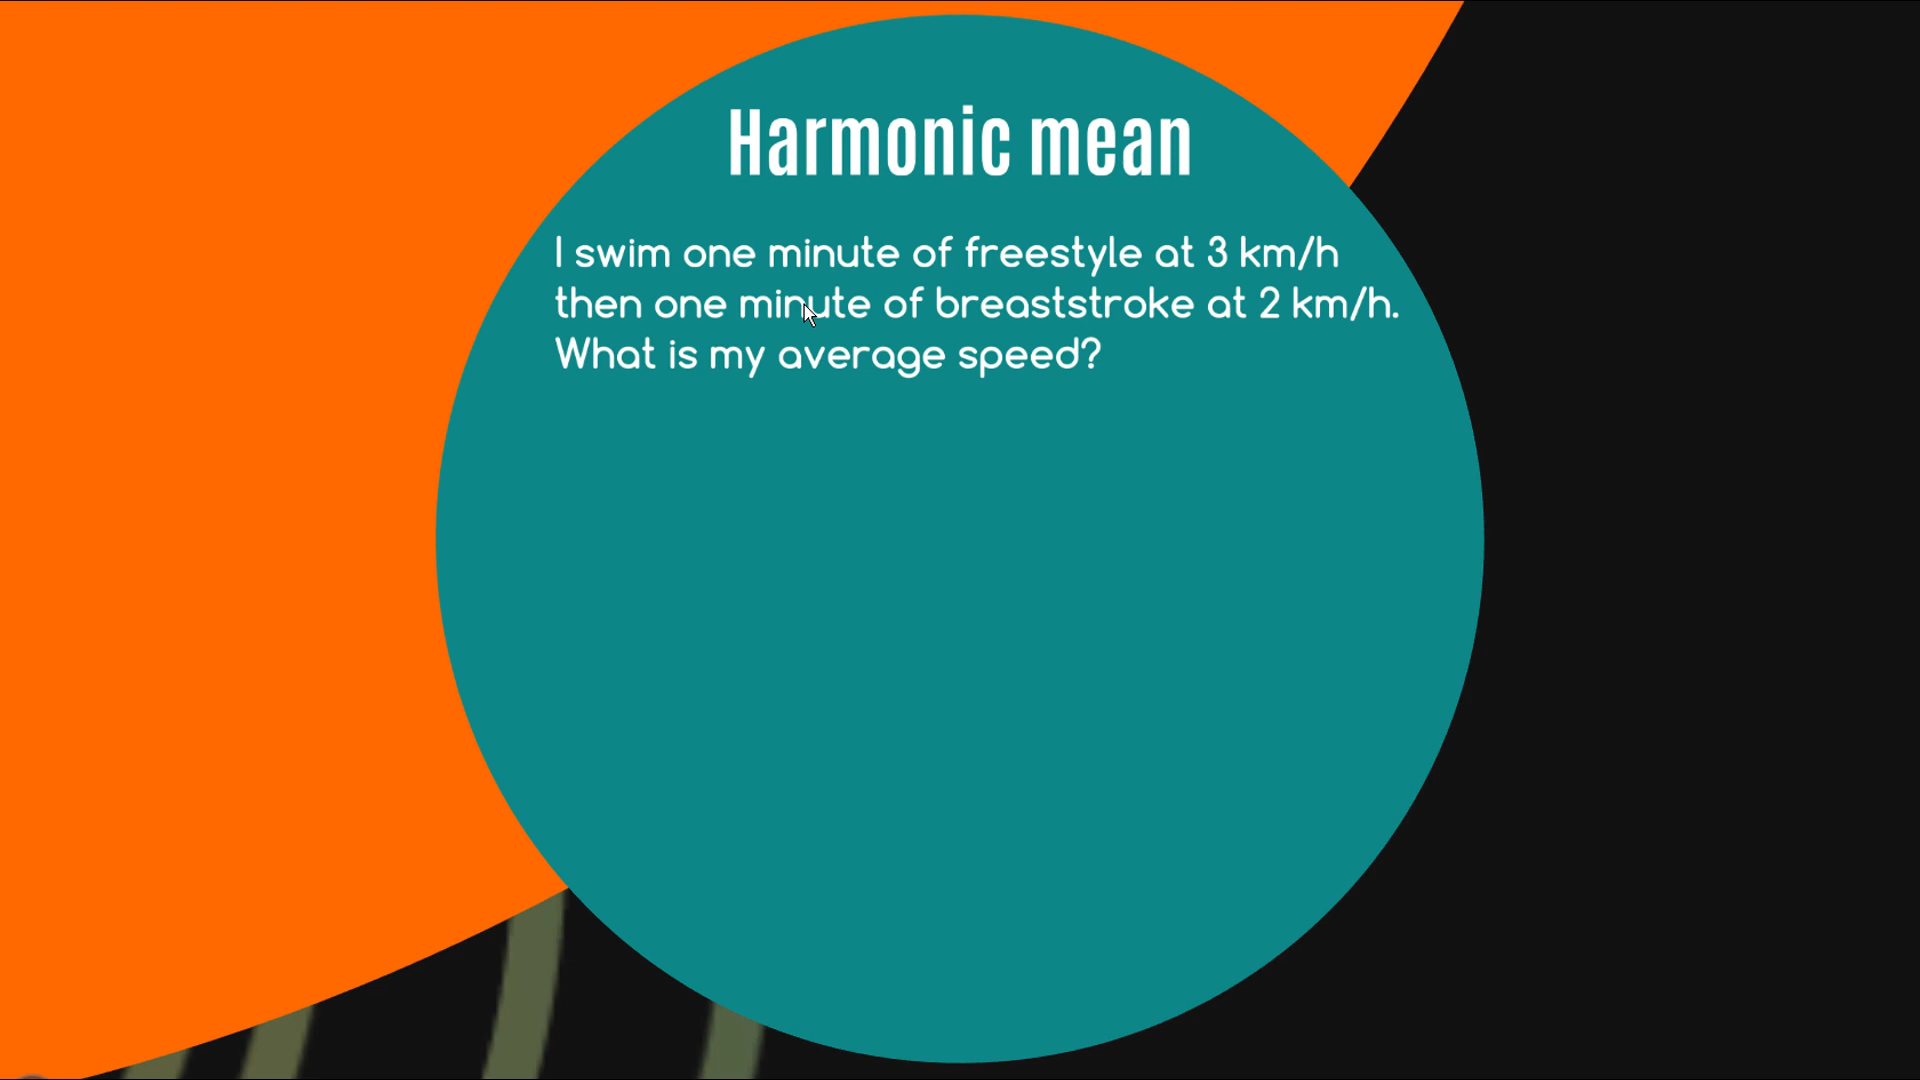 Harmonic mean
I swim one minute of freestyle at 3 km/h
then one minute of breaststroke at 2 km/h.
What is my average speed?